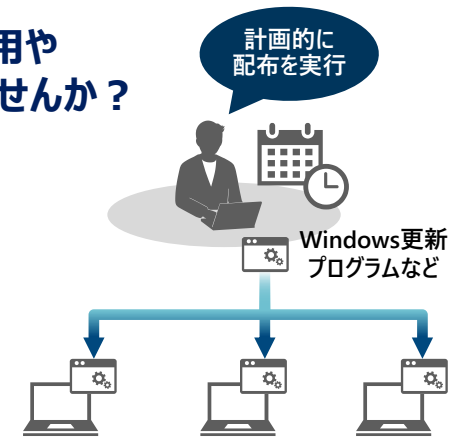 用や
せんか？
計画的に
配布を実行
Windows更新
プログラムなど